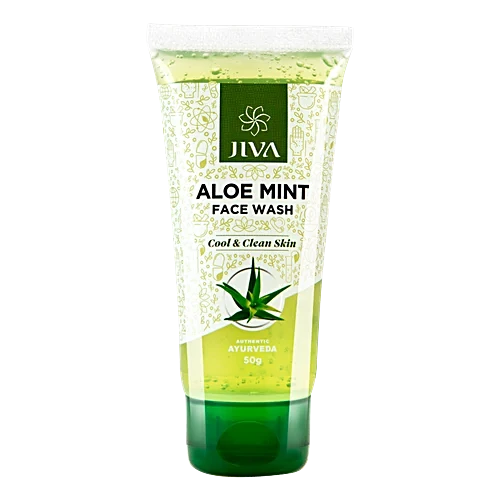 JIVA
ALOE MINT
FACE WASH
Cool & Clean Skin
AUTHENTIC
AYURVEDA
50g